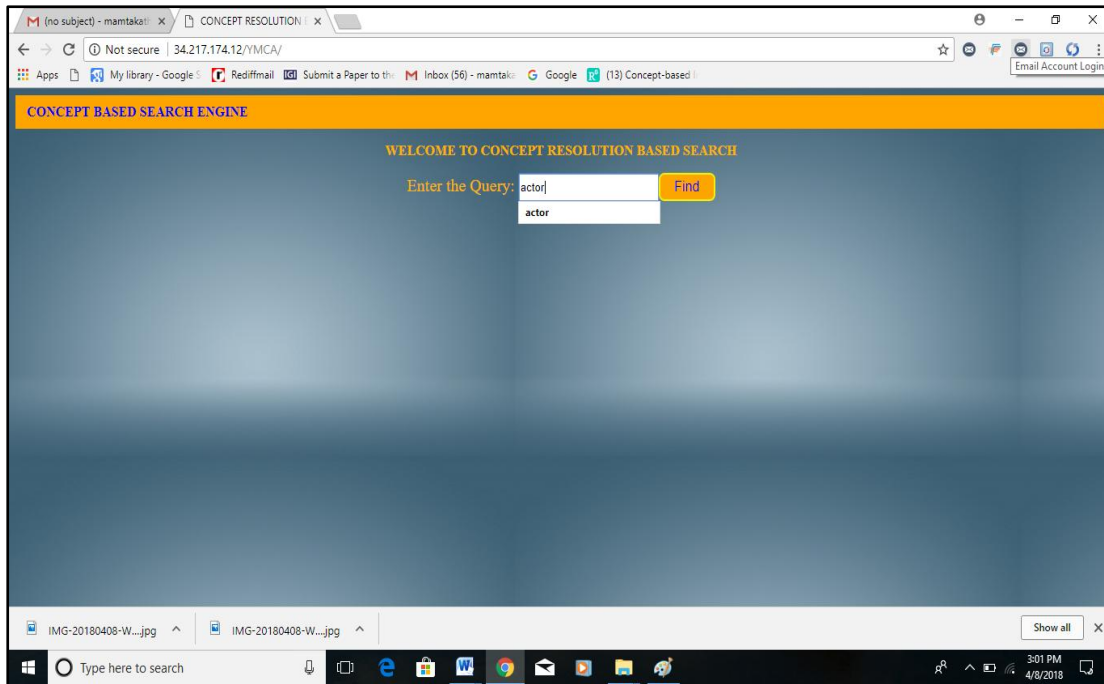 (no subject) - mamtakath
CONCEPT RESOLUTION
Not secure | 34.217.174.12/YMCA/
Apps My library - Google S Rediffmail IGI Submit a Paper to the Inbox (56) - mamtaka Google (13) Concept-based
Email Account Login
CONCEPT BASED SEARCH ENGINE
WELCOME TO CONCEPT RESOLUTION BASED SEARCH
Enter the Query: actor Find
actor
IMG-20180408-W....jpg IMG-20180408-W....jpg Show all
Type here to search 3:01 PM
4/8/2018